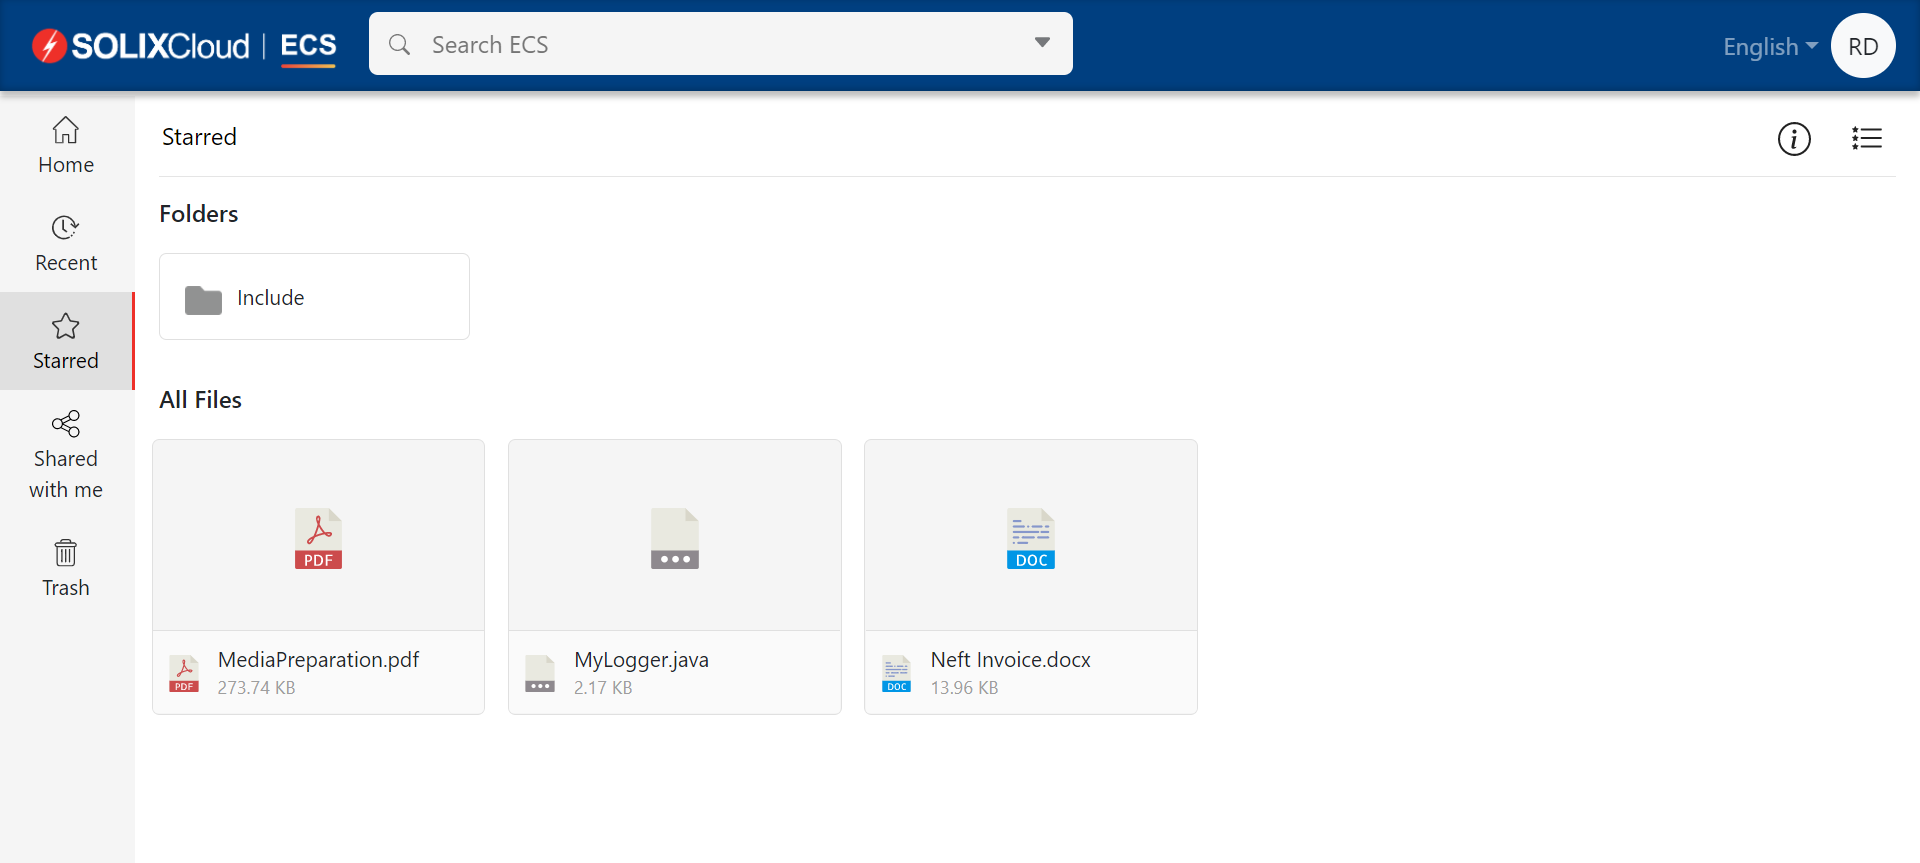 SOLIXCloud | ECS
Search ECS
English
RD
Home
Recent
Starred
Shared
with me
Trash
Starred
Folders
Include
All Files
PDF
DOC
PDF
MediaPreparation.pdf
273.74 KB
MyLogger.java
2.17 KB
DOC
Neft Invoice.docx
13.96 KB